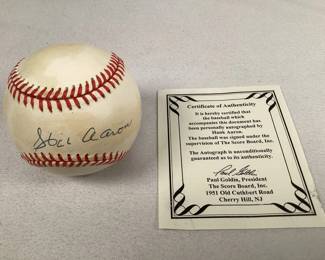 Hank Aaron
Certificate of Authenticity
It is hereby certified that
the baseball which
accompanies this document has
been personally autographed by
Hank Aaron.
The baseball was signed under the
supervision of The Score Board, Inc.
The Autograph is unconditionally
guaranteed as to its authenticity.
Paul Goldin, President
The Score Board, Inc.
1951 Old Cuthbert Road
Cherry Hill, NJ